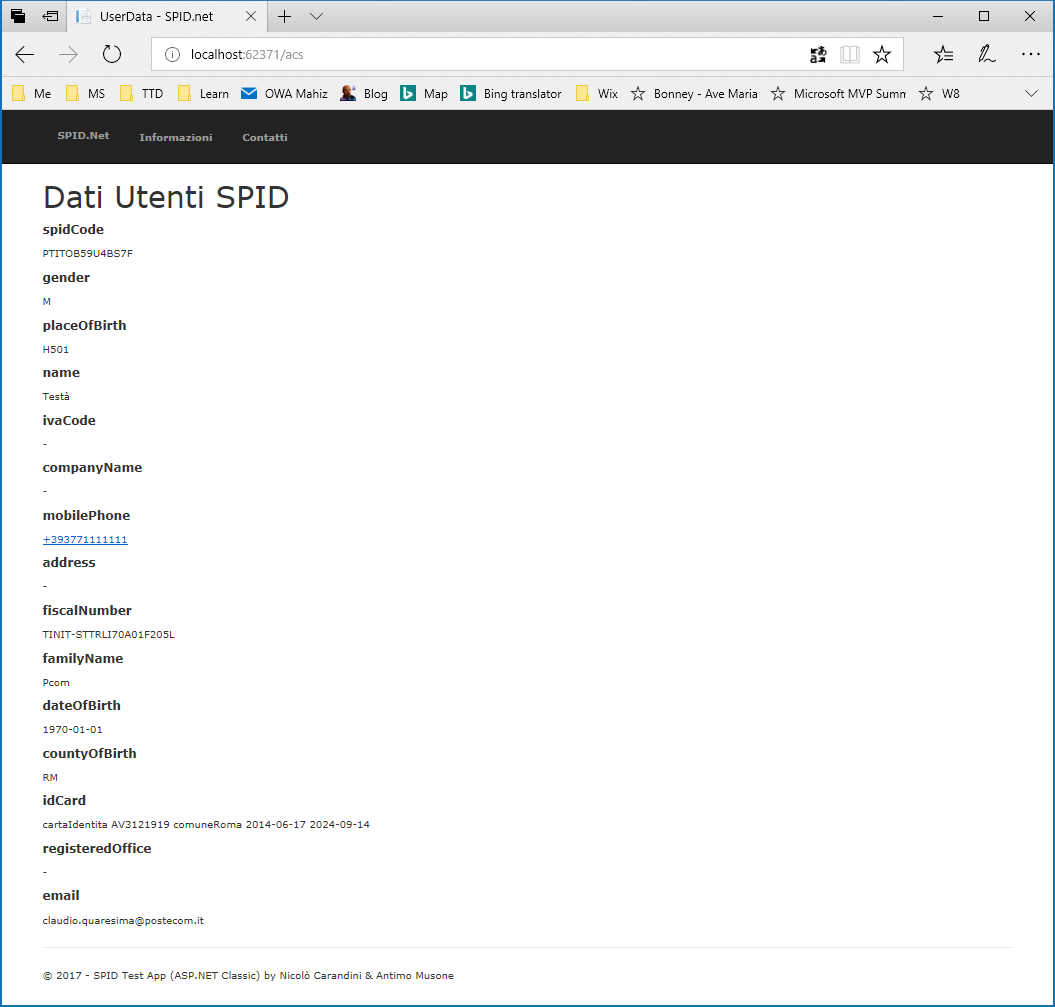 UserData - SPID.net
localhost:62371/acs
Me MS TTD Learn OWA Mahiz Blog Map Bing translator Wix Bonney - Ave Maria Microsoft MVP Summ W8
SPID.Net Informazioni Contatti
Dati Utenti SPID
spidCode
PTITOB59U4BS7F
gender
M
placeOfBirth
H501
name
Testà
ivaCode
-
companyName
-
mobilePhone
+393771111111
address
-
fiscalNumber
TINIT-STTRLI70A01F205L
familyName
Pcom
dateOfBirth
1970-01-01
countyOfBirth
RM
idCard
cartaIdentita AV3121919 comuneRoma 2014-06-17 2024-09-14
registeredOffice
-
email
claudio.quaresima@postecom.it
© 2017 - SPID Test App (ASP.NET Classic) by Nicolò Carandini & Antimo Musone